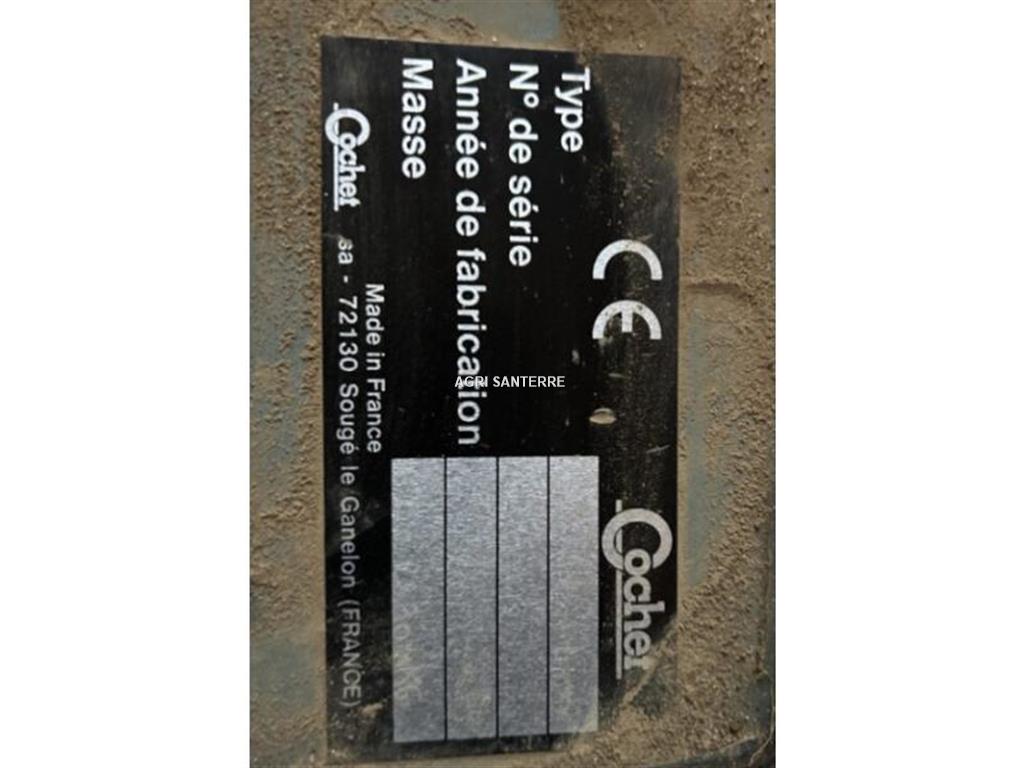 CE Cochet
Type
N° de série
Année de fabrication
Masse
Made in France
Cochet sa - 72130 Sougé le Ganelon (FRANCE)
AGRI SANTERRE